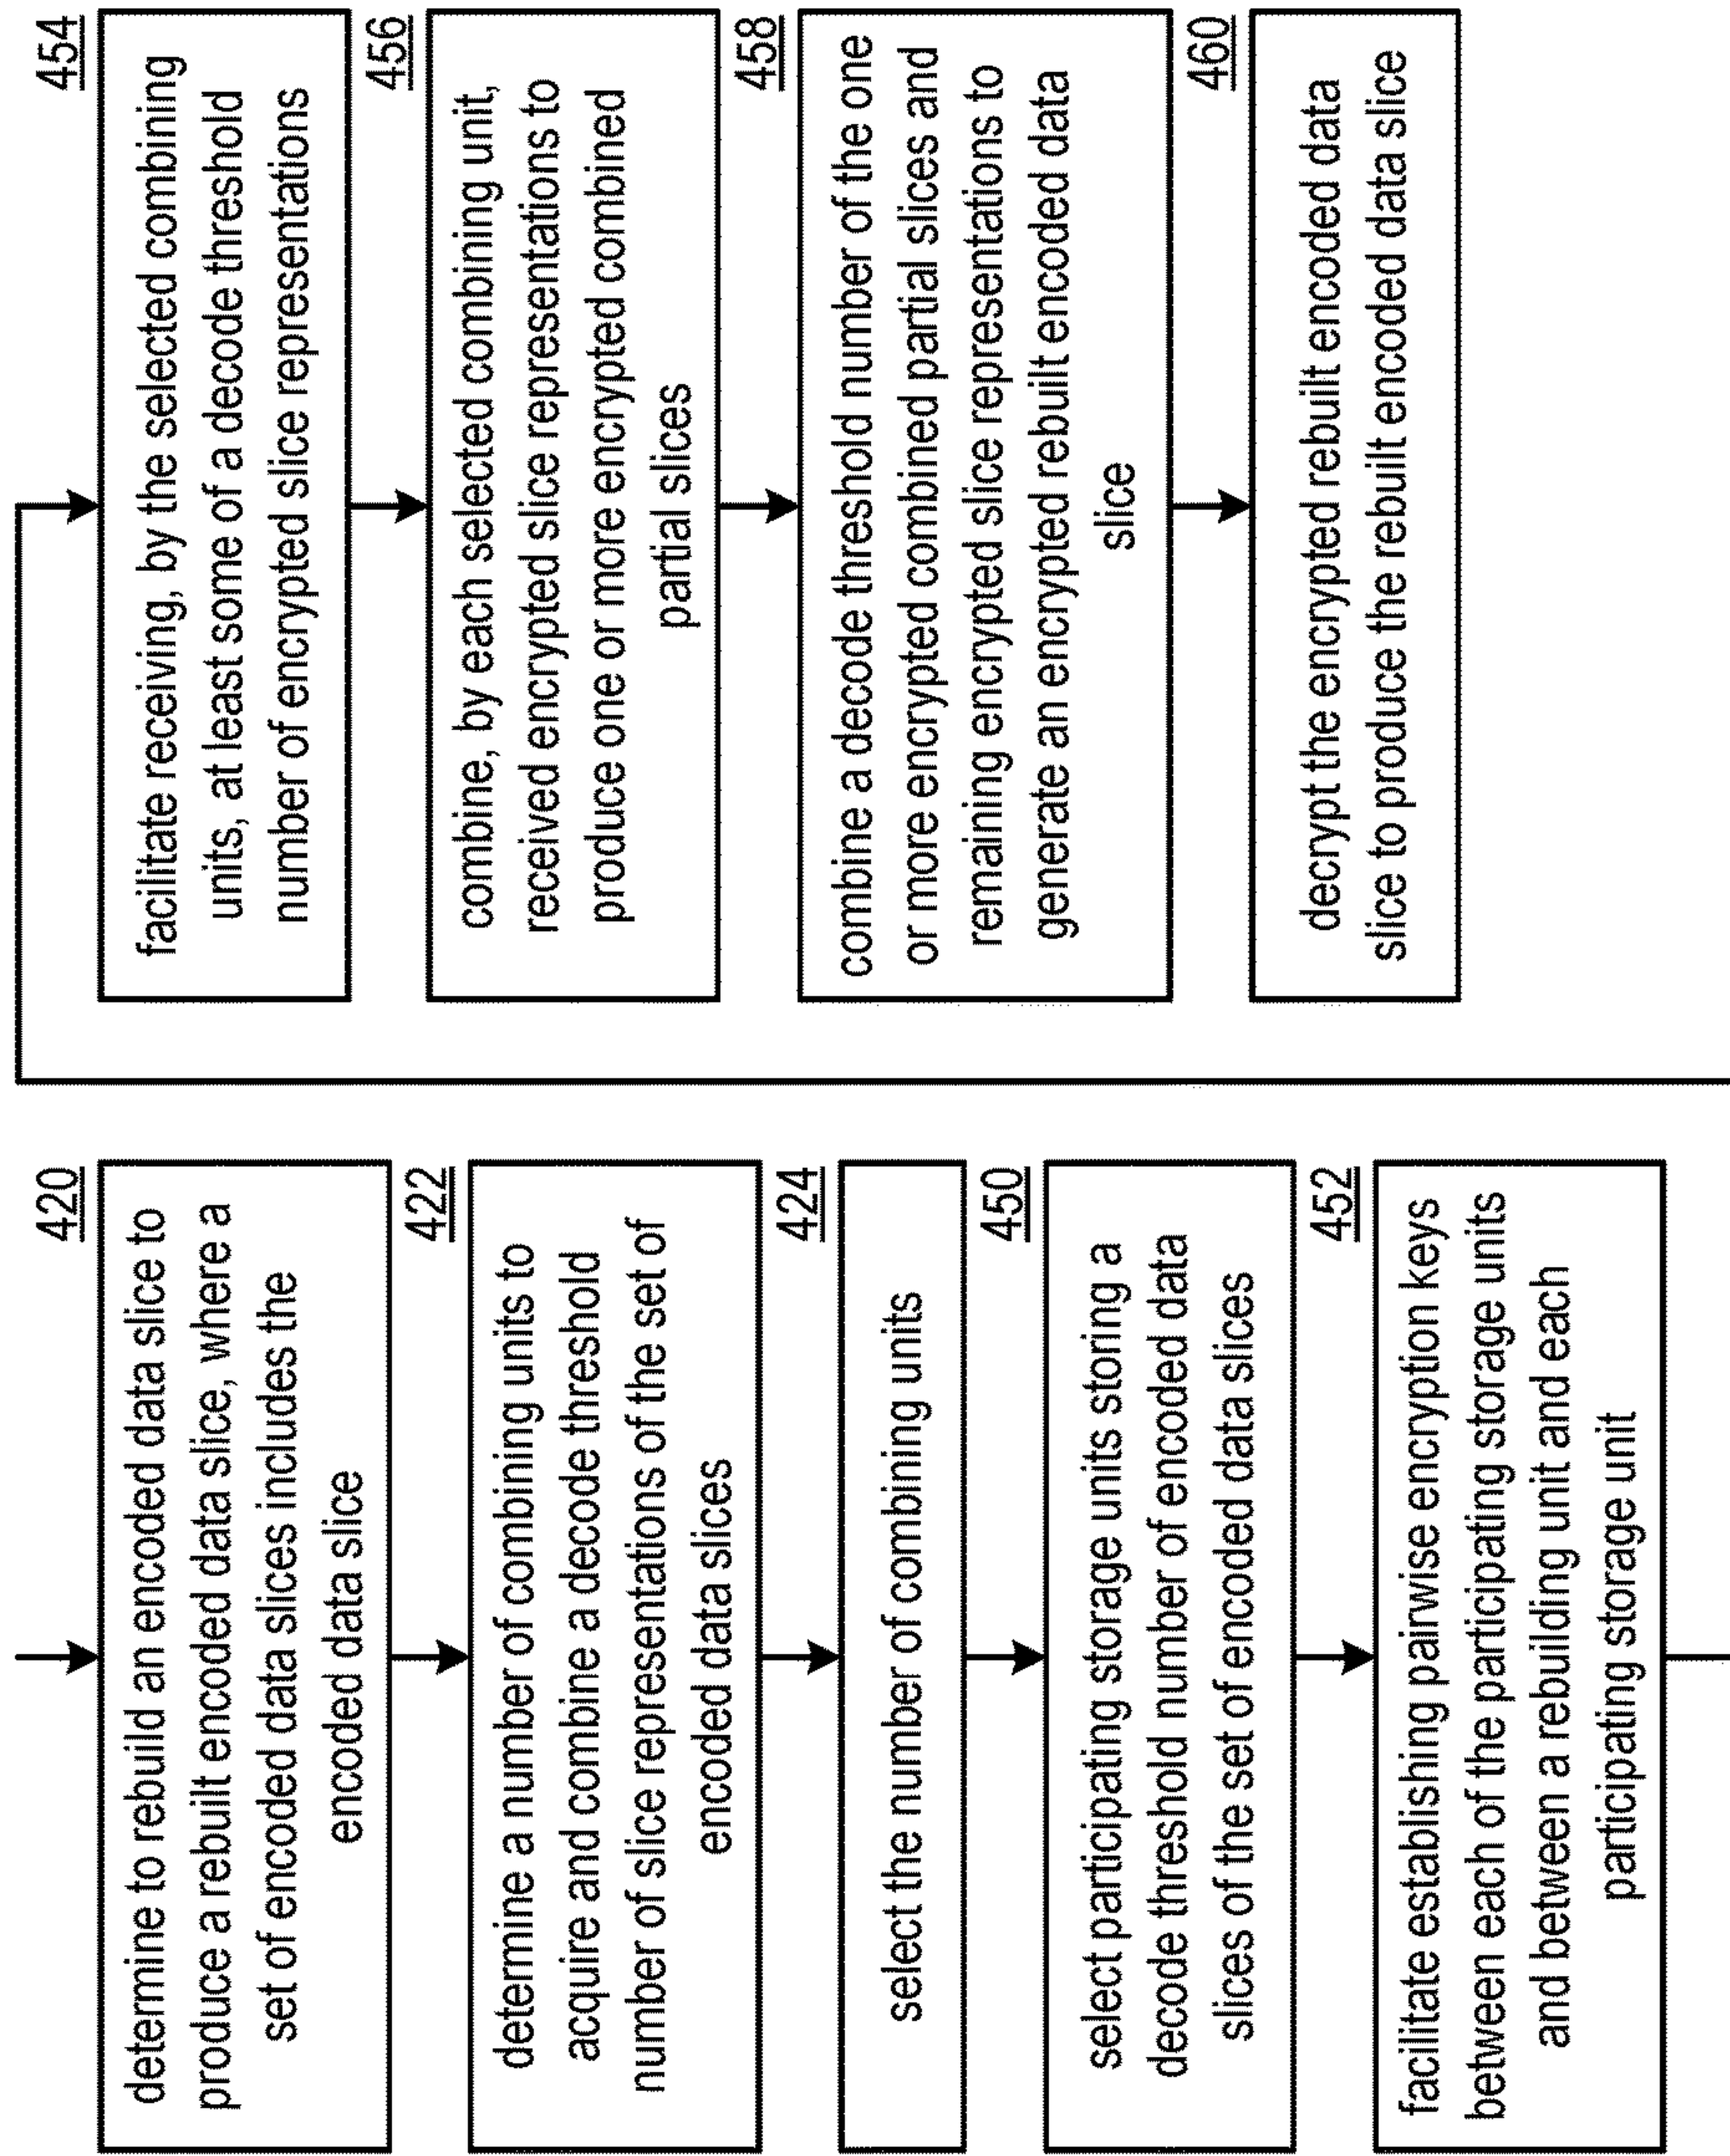 420
determine to rebuild an encoded data slice to
produce a rebuilt encoded data slice, where a
set of encoded data slices includes the
encoded data slice
422
determine a number of combining units to
acquire and combine a decode threshold
number of slice representations of the set of
encoded data slices
424
select the number of combining units
450
select participating storage units storing a
decode threshold number of encoded data
slices of the set of encoded data slices
452
facilitate establishing pairwise encryption keys
between each of the participating storage units
and between a rebuilding unit and each
participating storage unit
454
facilitate receiving, by the selected combining
units, at least some of a decode threshold
number of encrypted slice representations
456
combine, by each selected combining unit,
received encrypted slice representations to
produce one or more encrypted combined
partial slices
458
combine a decode threshold number of the one
or more encrypted combined partial slices and
remaining encrypted slice representations to
generate an encrypted rebuilt encoded data
slice
460
decrypt the encrypted rebuilt encoded data
slice to produce the rebuilt encoded data slice